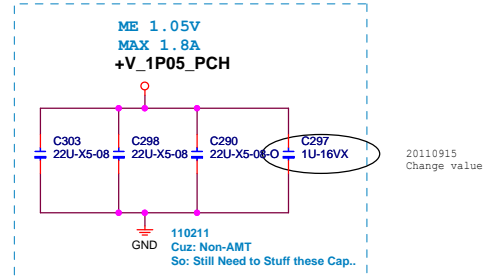 ME 1.05V
MAX 1.8A
+V_1P05_PCH
C303
22U-X5-08
C298
22U-X5-08
C290
22U-X5-08-O
C297
1U-16VX
20110915
Change value
GND
110211
Cuz: Non-AMT
So: Still Need to Stuff these Cap..